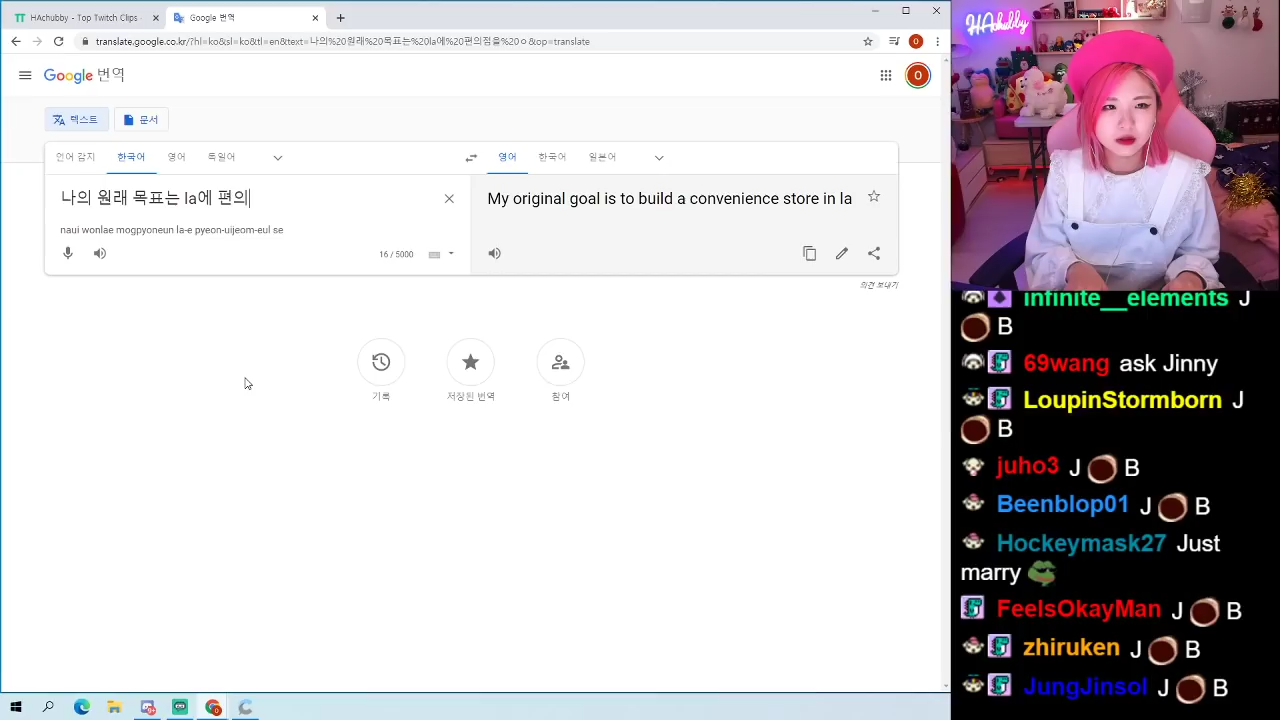 HAchubby - Top Twitch Clips
Google 번역
translate.google.co.kr/?hl=ko&sl=ko&tl=en&text=나의%20원래%20목표는%20la에%20편의점을%20ㅇ&op=translate
Google 번역
텍스트
문서
언어 감지 한국어 영어 독일어
영어 한국어 일본어
나의 원래 목표는 la에 편의
naui wonlae mogpyoneun la-e pyeon-uijeom-eul se
16 / 5000
My original goal is to build a convenience store in la
의견 보내기
기록
저장된 번역
참여
HAchubby
infinite__elements J
B
69wang ask Jinny
LoupinStormborn J
B
juho3 J B
Beenblop01 J B
Hockeymask27 Just
marry
FeelsOkayMan J B
zhiruken J B
JungJinsol J B